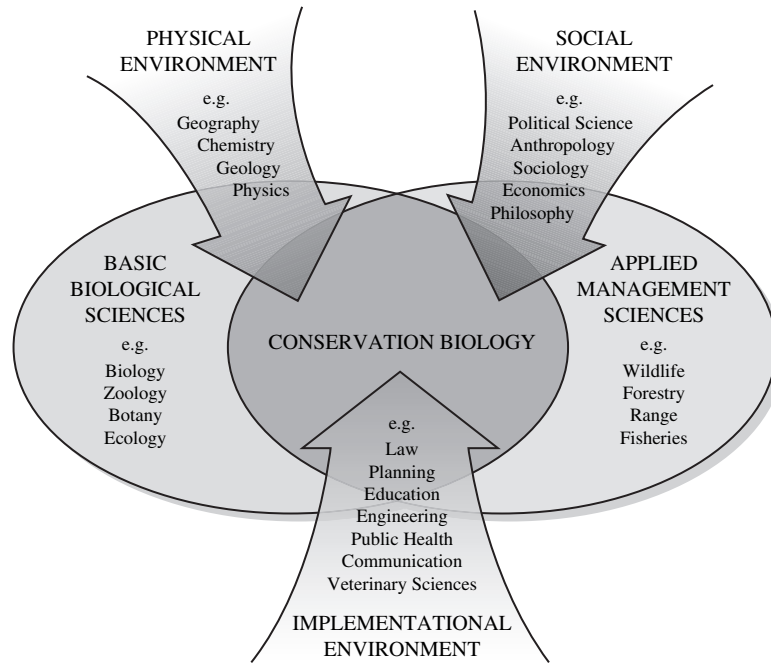 PHYSICAL
ENVIRONMENT
e.g.
Geography
Chemistry
Geology
Physics
SOCIAL
ENVIRONMENT
e.g.
Political Science
Anthropology
Sociology
Economics
Philosophy
BASIC
BIOLOGICAL
SCIENCES
e.g.
Biology
Zoology
Botany
Ecology
CONSERVATION BIOLOGY
APPLIED
MANAGEMENT
SCIENCES
e.g.
Wildlife
Forestry
Range
Fisheries
e.g.
Law
Planning
Education
Engineering
Public Health
Communication
Veterinary Sciences
IMPLEMENTATIONAL
ENVIRONMENT